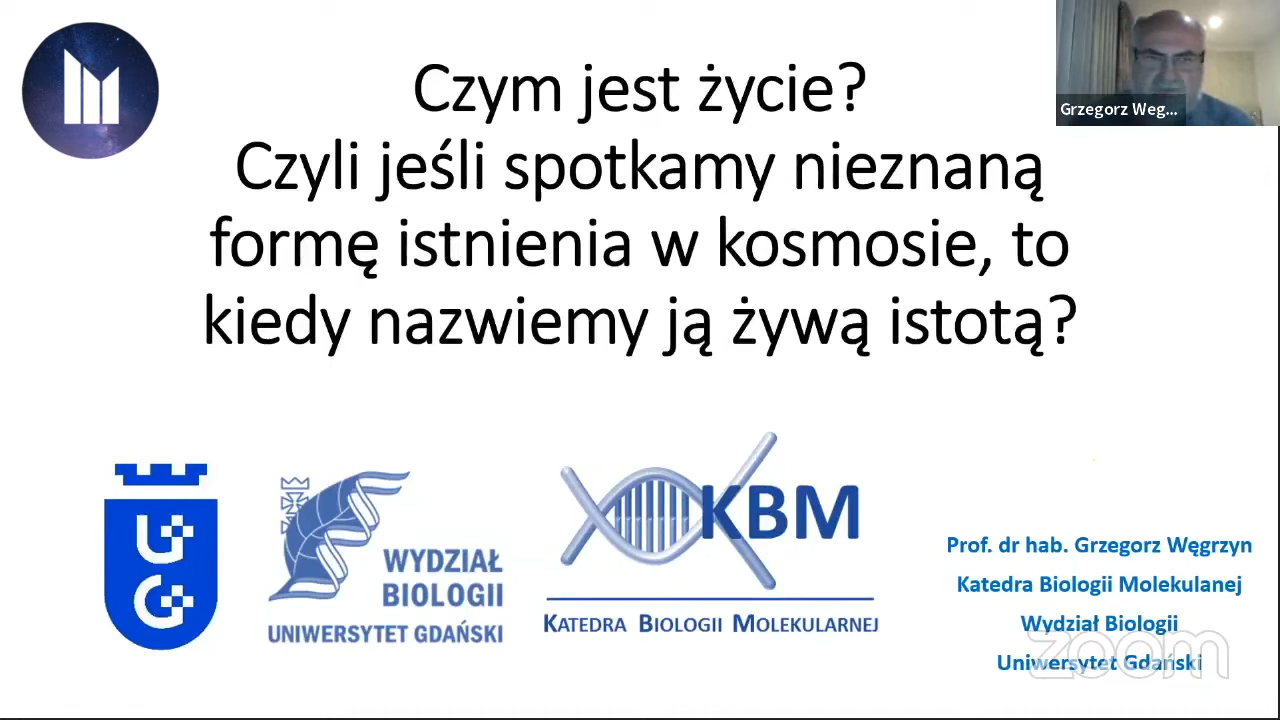 Czym jest życie?
Czyli jeśli spotkamy nieznaną
formę istnienia w kosmosie, to
kiedy nazwiemy ją żywą istotą?
Grzegorz Weg...
UG
WYDZIAŁ
BIOLOGII
UNIWERSYTET GDAŃSKI
KBM
KATEDRA BIOLOGII MOLEKULARNEJ
Prof. dr hab. Grzegorz Węgrzyn
Katedra Biologii Molekulanej
Wydział Biologii
Uniwersytet Gdański
zoom